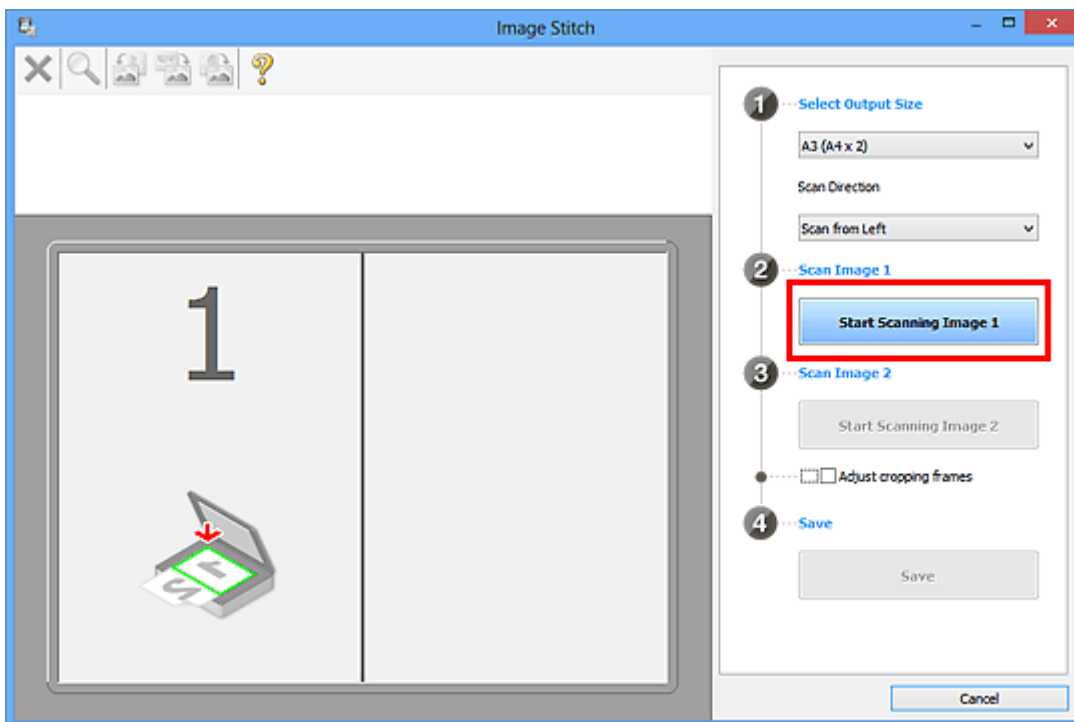 Image Stitch
1 Select Output Size
A3 (A4 x 2)
Scan Direction
Scan from Left
2 Scan Image 1
Start Scanning Image 1
3 Scan Image 2
Start Scanning Image 2
Adjust cropping frames
4 Save
Save
Cancel
1
1
2